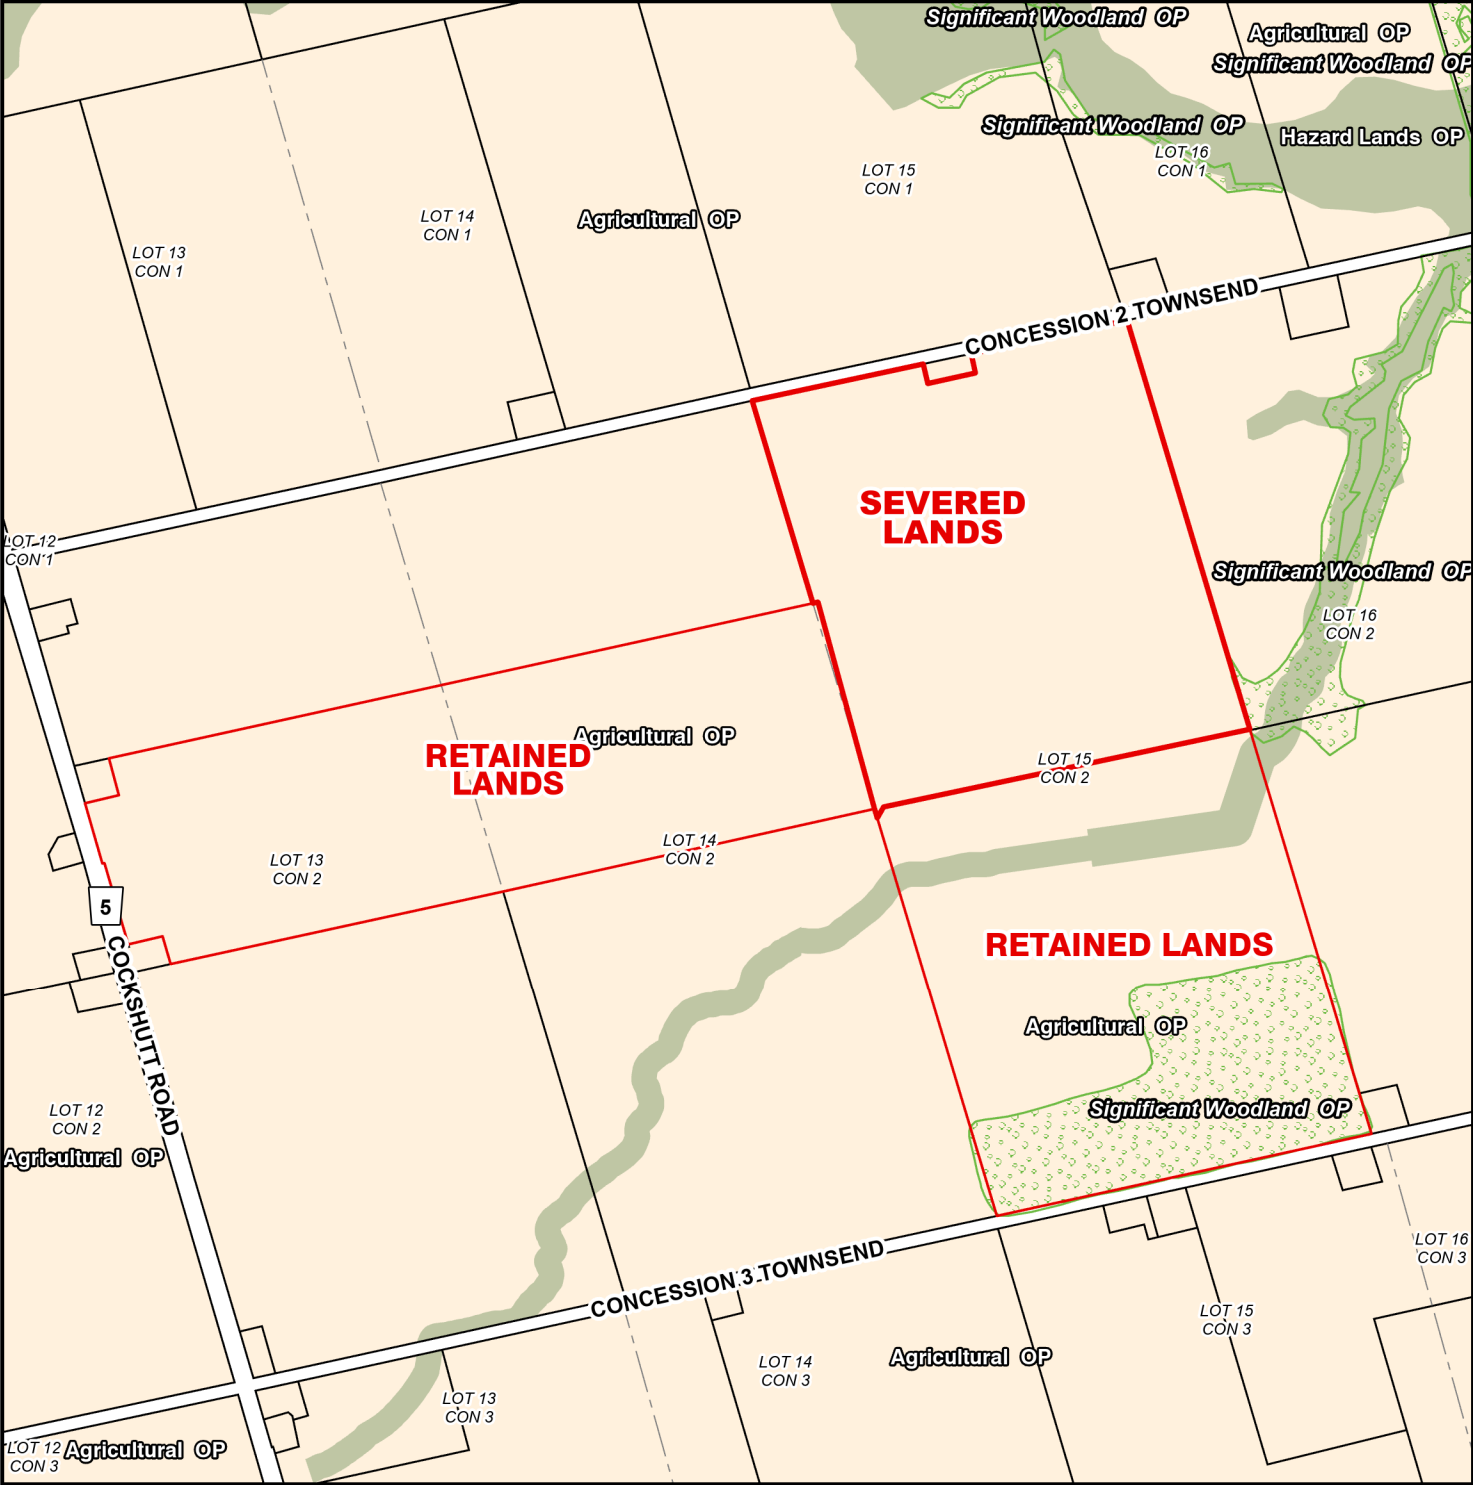 Significant Woodland OP
Agricultural OP
Significant Woodland OP
Significant Woodland OP
Hazard Lands OP
LOT 16
CON 1
LOT 15
CON 1
LOT 14
CON 1
Agricultural OP
LOT 13
CON 1
CONCESSION 2 TOWNSEND
SEVERED
LANDS
LOT 12
CON 1
Significant Woodland OP
LOT 16
CON 2
Agricultural OP
RETAINED
LANDS
LOT 15
CON 2
LOT 14
CON 2
LOT 13
CON 2
5
COCKSHUTT ROAD
RETAINED LANDS
Agricultural OP
Significant Woodland OP
LOT 12
CON 2
Agricultural OP
CONCESSION 3 TOWNSEND
LOT 16
CON 3
LOT 15
CON 3
Agricultural OP
LOT 14
CON 3
LOT 13
CON 3
LOT 12
CON 3
Agricultural OP